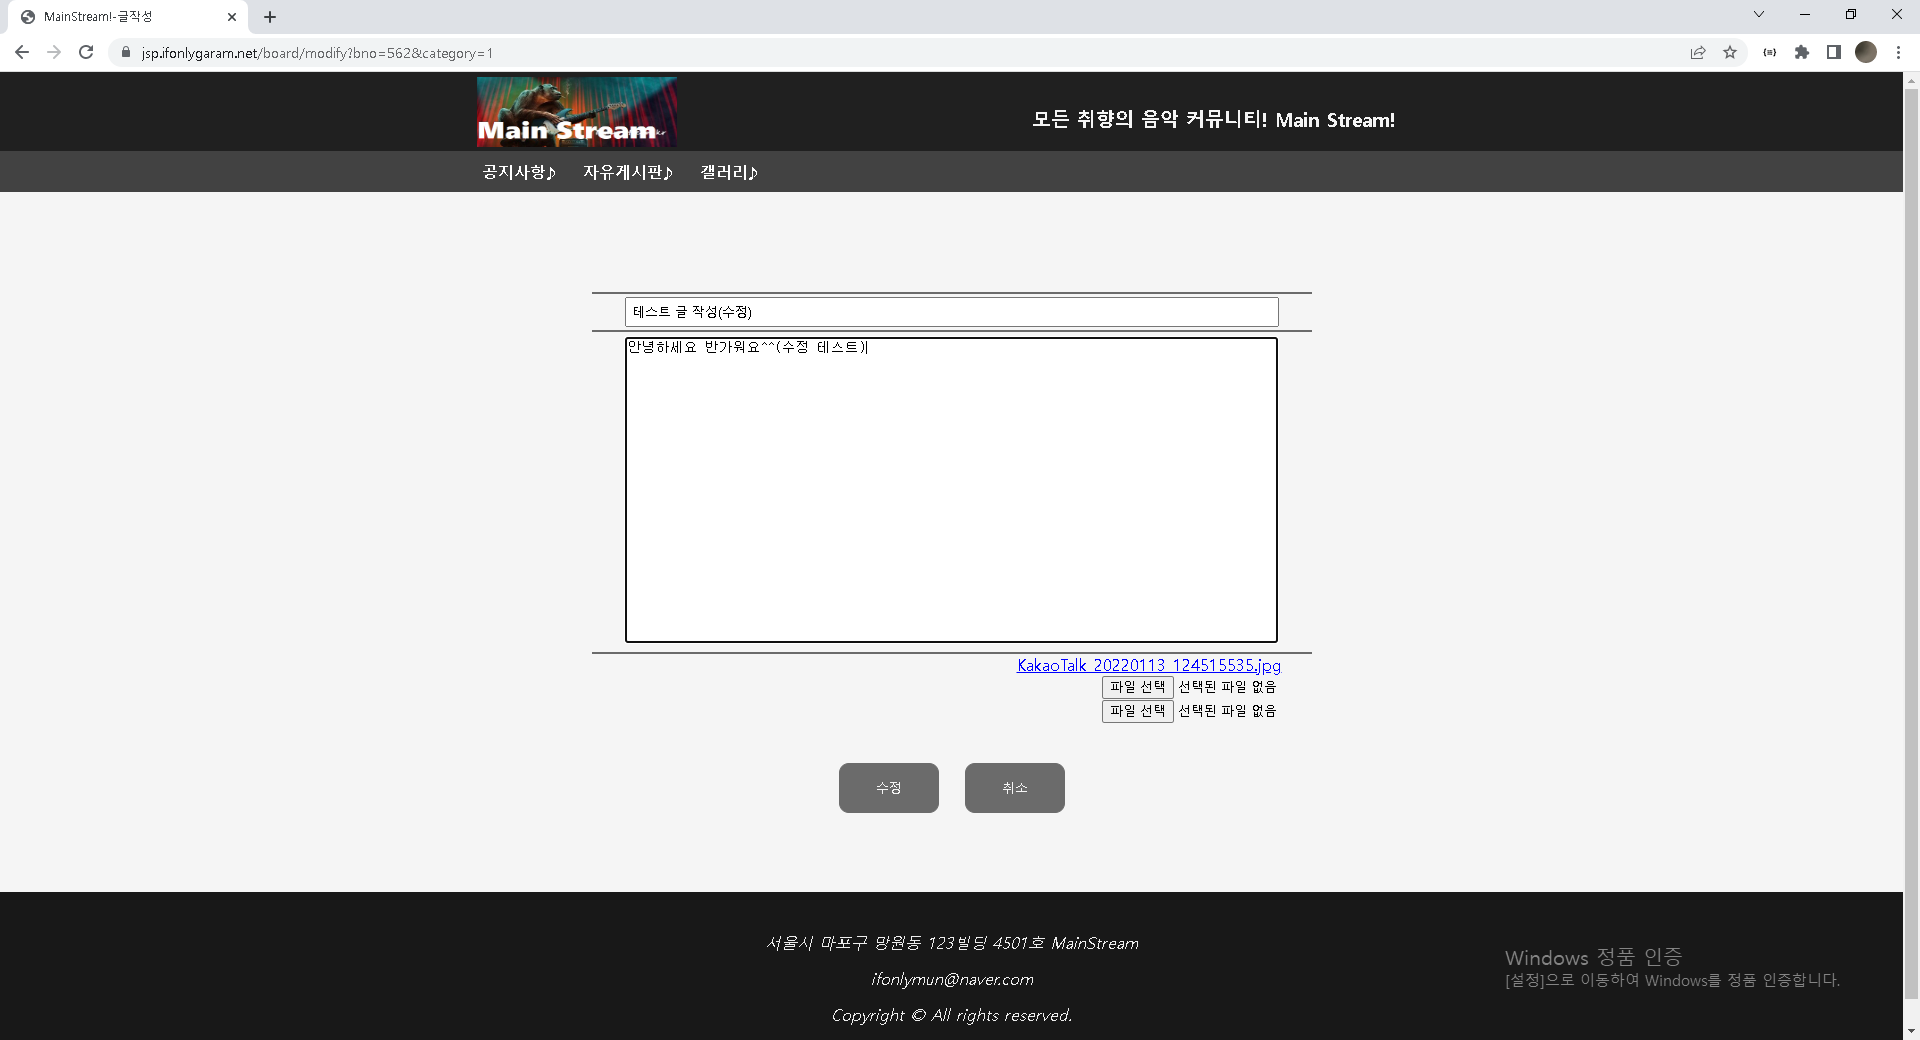 MainStream!-글작성
jsp.ifonlygaram.net/board/modify?bno=562&category=1
Main Stream.kr
모든 취향의 음악 커뮤니티! Main Stream!
공지사항♪ 자유게시판♪ 갤러리♪
테스트 글 작성(수정)
안녕하세요 반가워요^^(수정 테스트)
KakaoTalk_20220113_124515535.jpg
파일 선택 선택된 파일 없음
파일 선택 선택된 파일 없음
수정 취소
서울시 마포구 망원동 123빌딩 4501호 MainStream
ifonlymun@naver.com
Copyright © All rights reserved.
Windows 정품 인증
[설정]으로 이동하여 Windows를 정품 인증합니다.